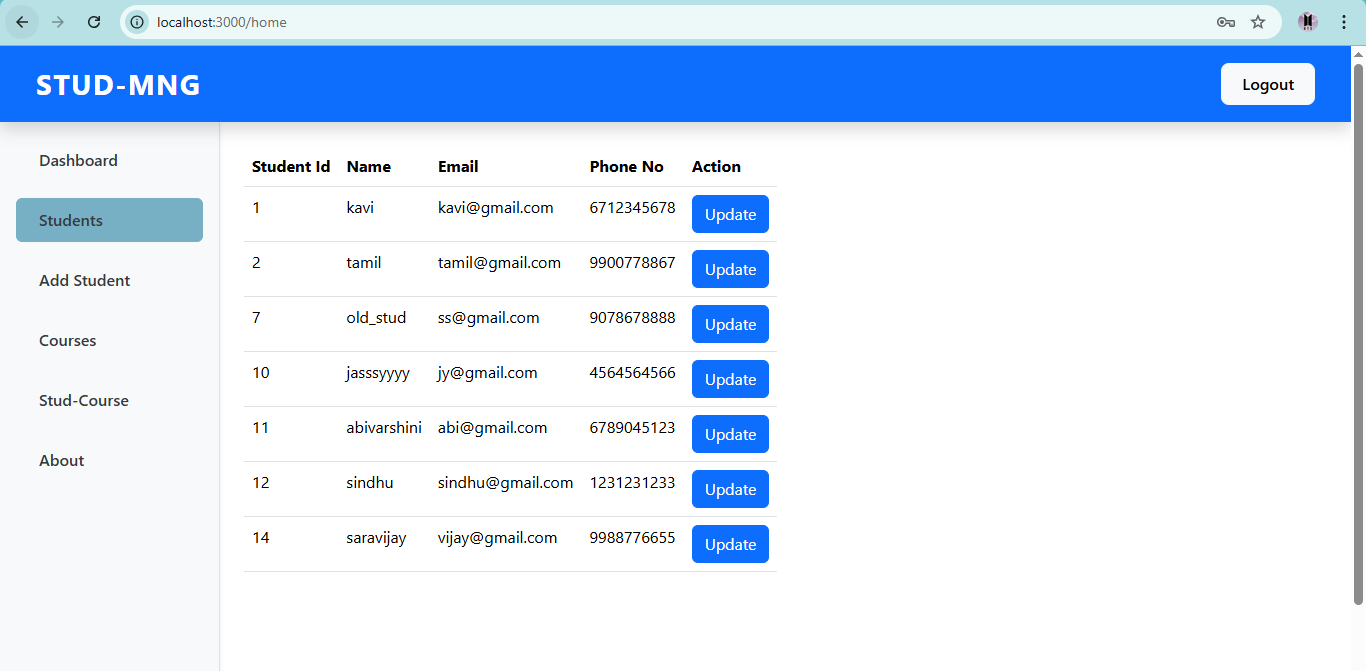 localhost:3000/home
STUD-MNG
Logout
Dashboard
Students
Add Student
Courses
Stud-Course
About
Student Id Name Email Phone No Action
1 kavi kavi@gmail.com 6712345678 Update
2 tamil tamil@gmail.com 9900778867 Update
7 old_stud ss@gmail.com 9078678888 Update
10 jasssyyyy jy@gmail.com 4564564566 Update
11 abivarshini abi@gmail.com 6789045123 Update
12 sindhu sindhu@gmail.com 1231231233 Update
14 saravijay vijay@gmail.com 9988776655 Update